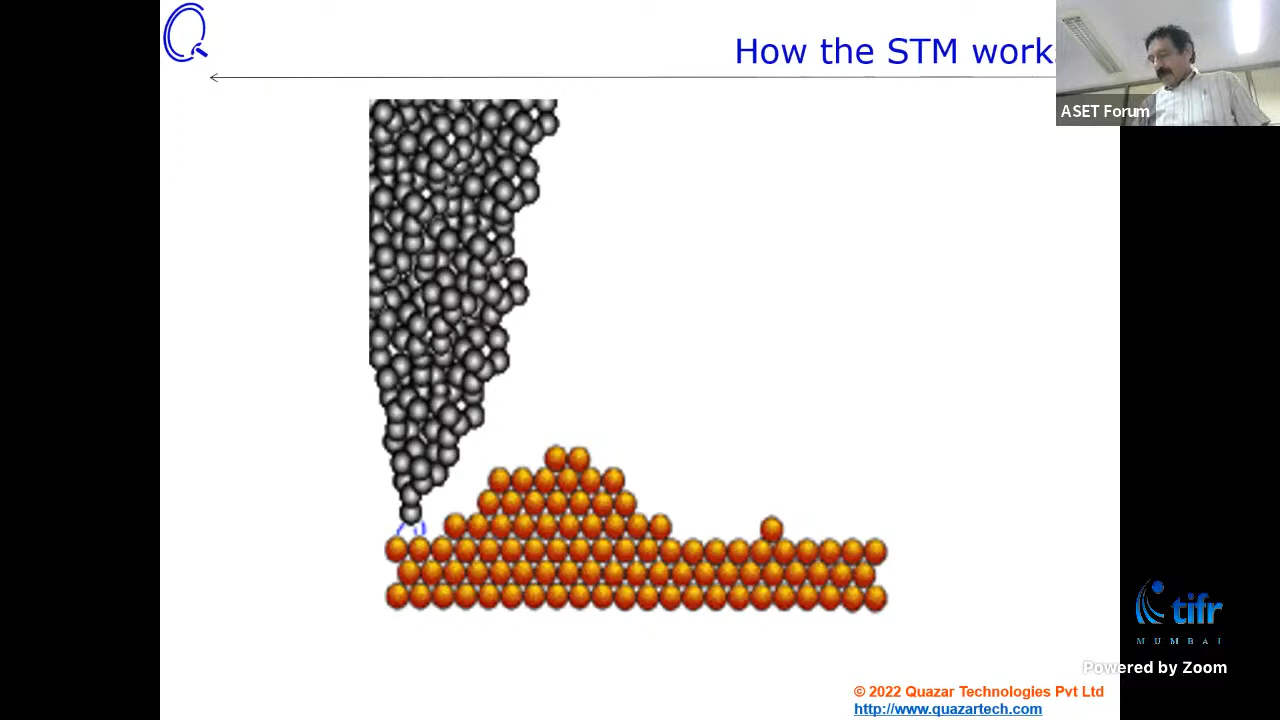 How the STM work
ASET Forum
tifr
MUMBAI
Powered by Zoom
© 2022 Quazar Technologies Pvt Ltd
http://www.quazartech.com